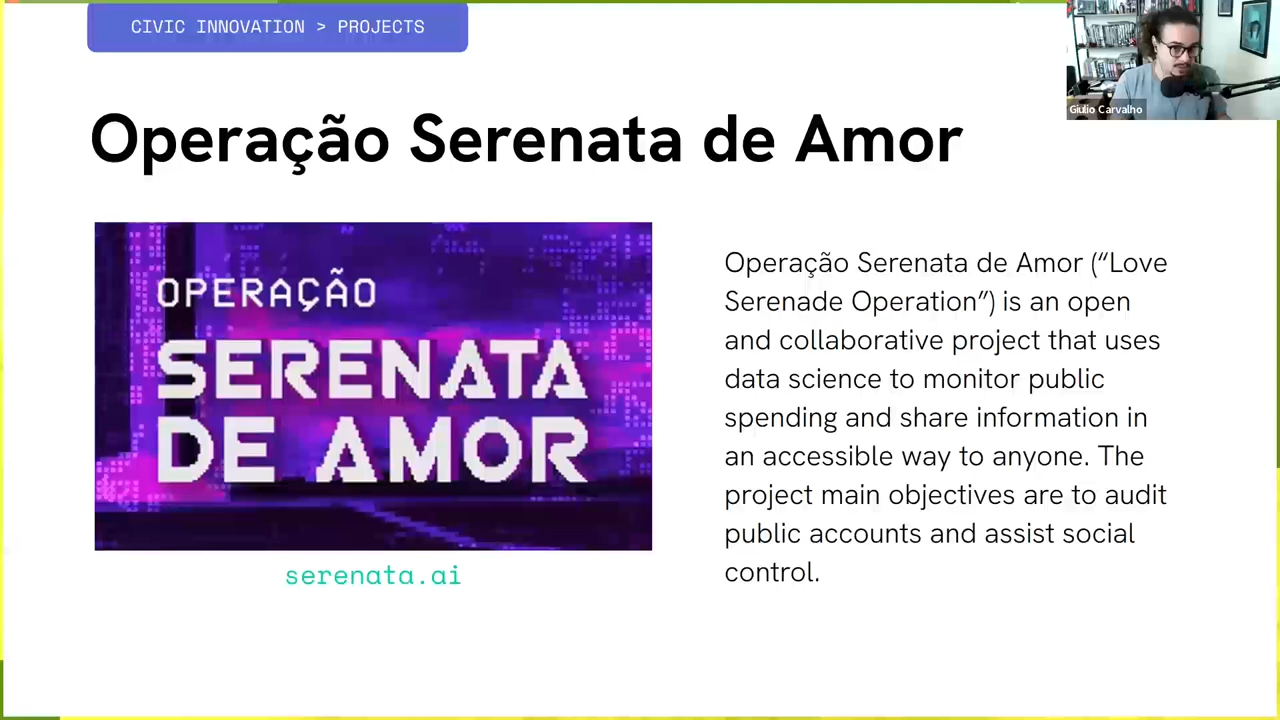 CIVIC INNOVATION > PROJECTS
Giulio Carvalho
Operação Serenata de Amor
OPERAÇÃO
SERENATA
DE AMOR
serenata.ai
Operação Serenata de Amor (“Love
Serenade Operation”) is an open
and collaborative project that uses
data science to monitor public
spending and share information in
an accessible way to anyone. The
project main objectives are to audit
public accounts and assist social
control.